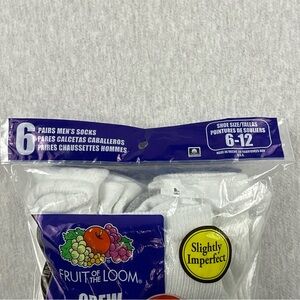 6
PAIRS MEN'S SOCKS
PARES CALCETAS CABALLEROS
PAIRES CHAUSSETTES HOMMES
SHOE SIZE/TALLAS
POINTURES DE SOULIERS
6-12
Slightly
Imperfect
FRUIT OF THE LOOM®
CREW